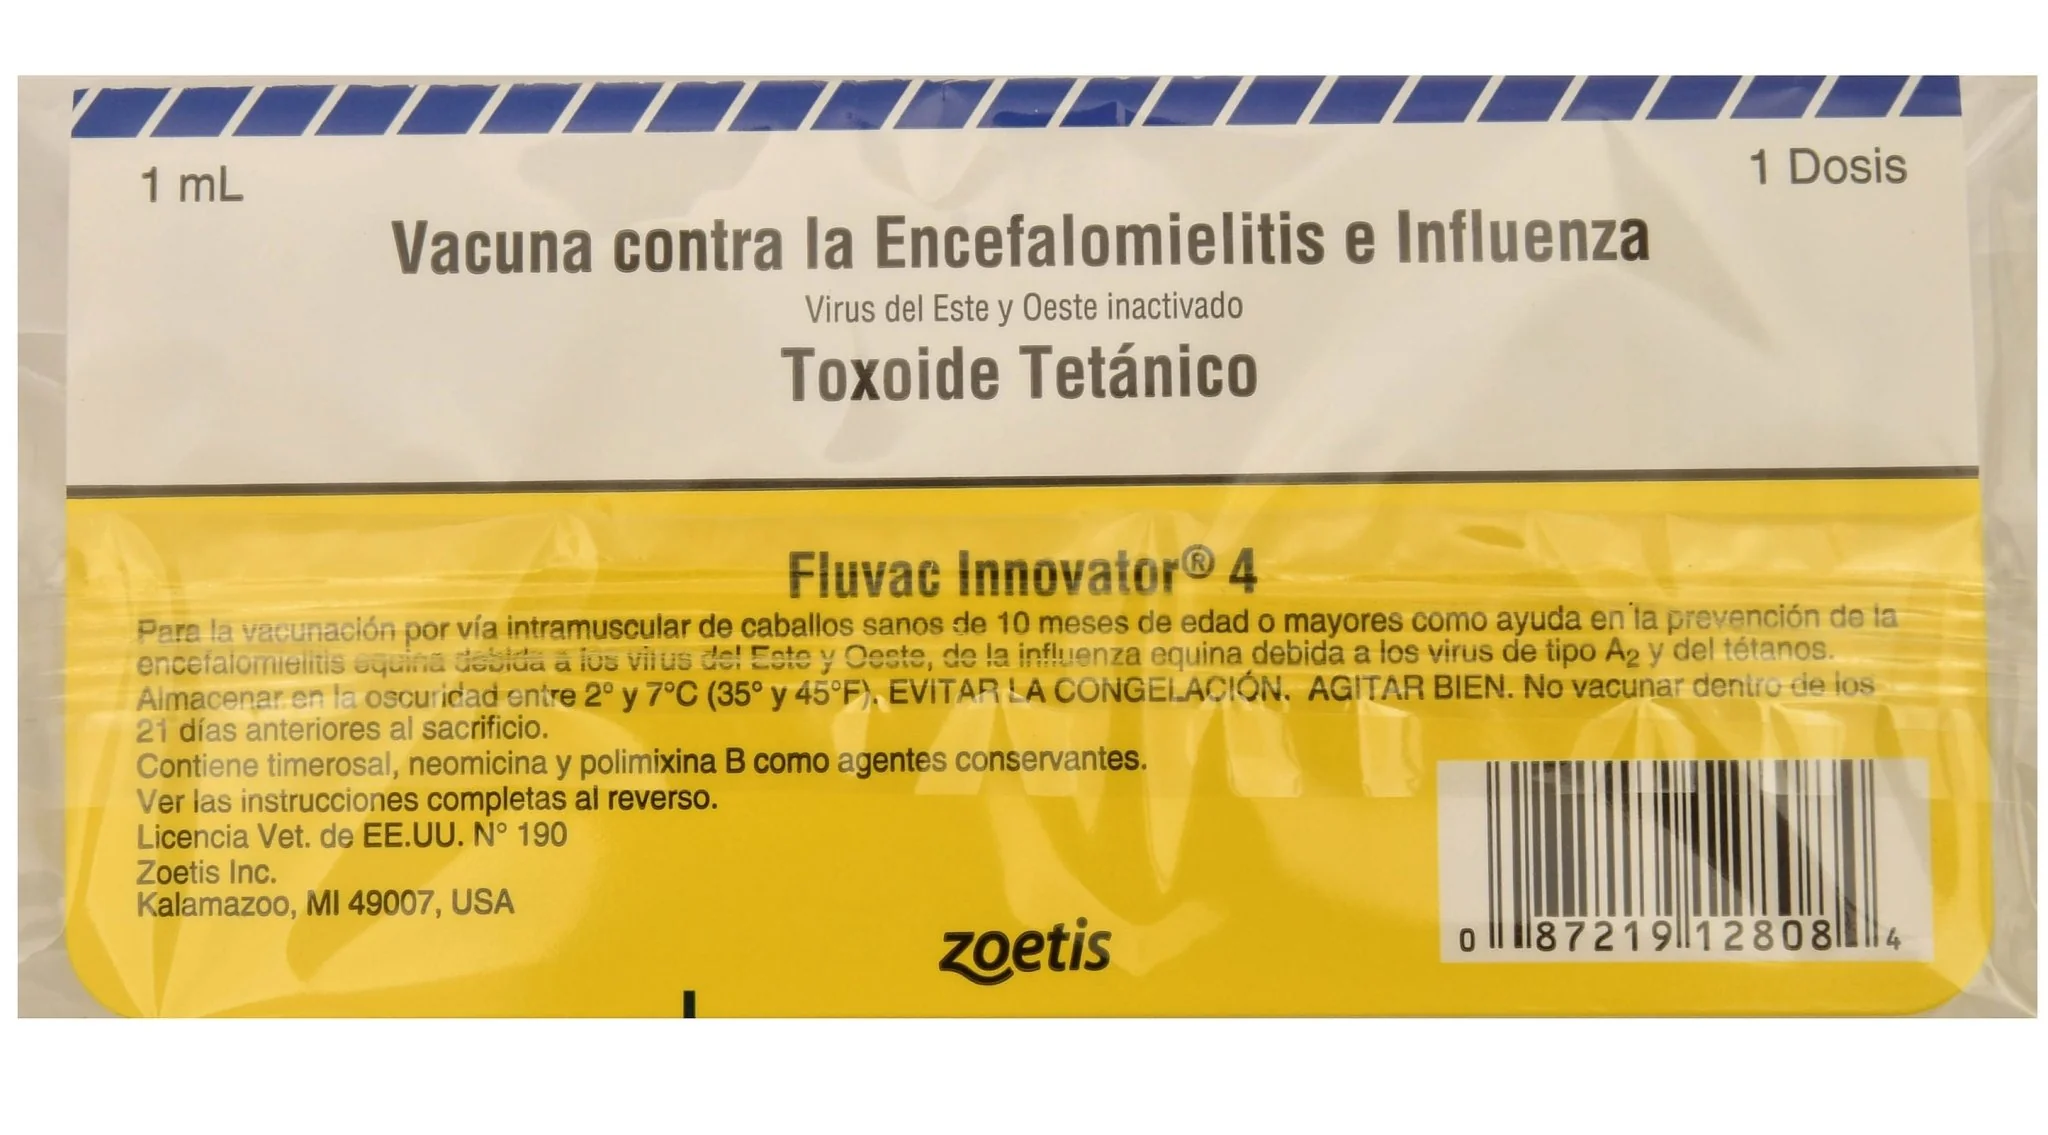 1 mL
1 Dosis
Vacuna contra la Encefalomielitis e Influenza
Virus del Este y Oeste inactivado
Toxoide Tetánico
Fluvac Innovator® 4
Para la vacunación por vía intramuscular de caballos sanos de 10 meses de edad o mayores como ayuda en la prevención de la
encefalomielitis equina debida a los virus del Este y Oeste, de la influenza equina debida a los virus de tipo A₂ y del tétanos.
Almacenar en la oscuridad entre 2° y 7°C (35° y 45°F). EVITAR LA CONGELACIÓN. AGITAR BIEN. No vacunar dentro de los
21 días anteriores al sacrificio.
Contiene timerosal, neomicina y polimixina B como agentes conservantes.
Ver las instrucciones completas al reverso.
Licencia Vet. de EE.UU. N° 190
Zoetis Inc.
Kalamazoo, MI 49007, USA
zoetis
0 87219 12808 4